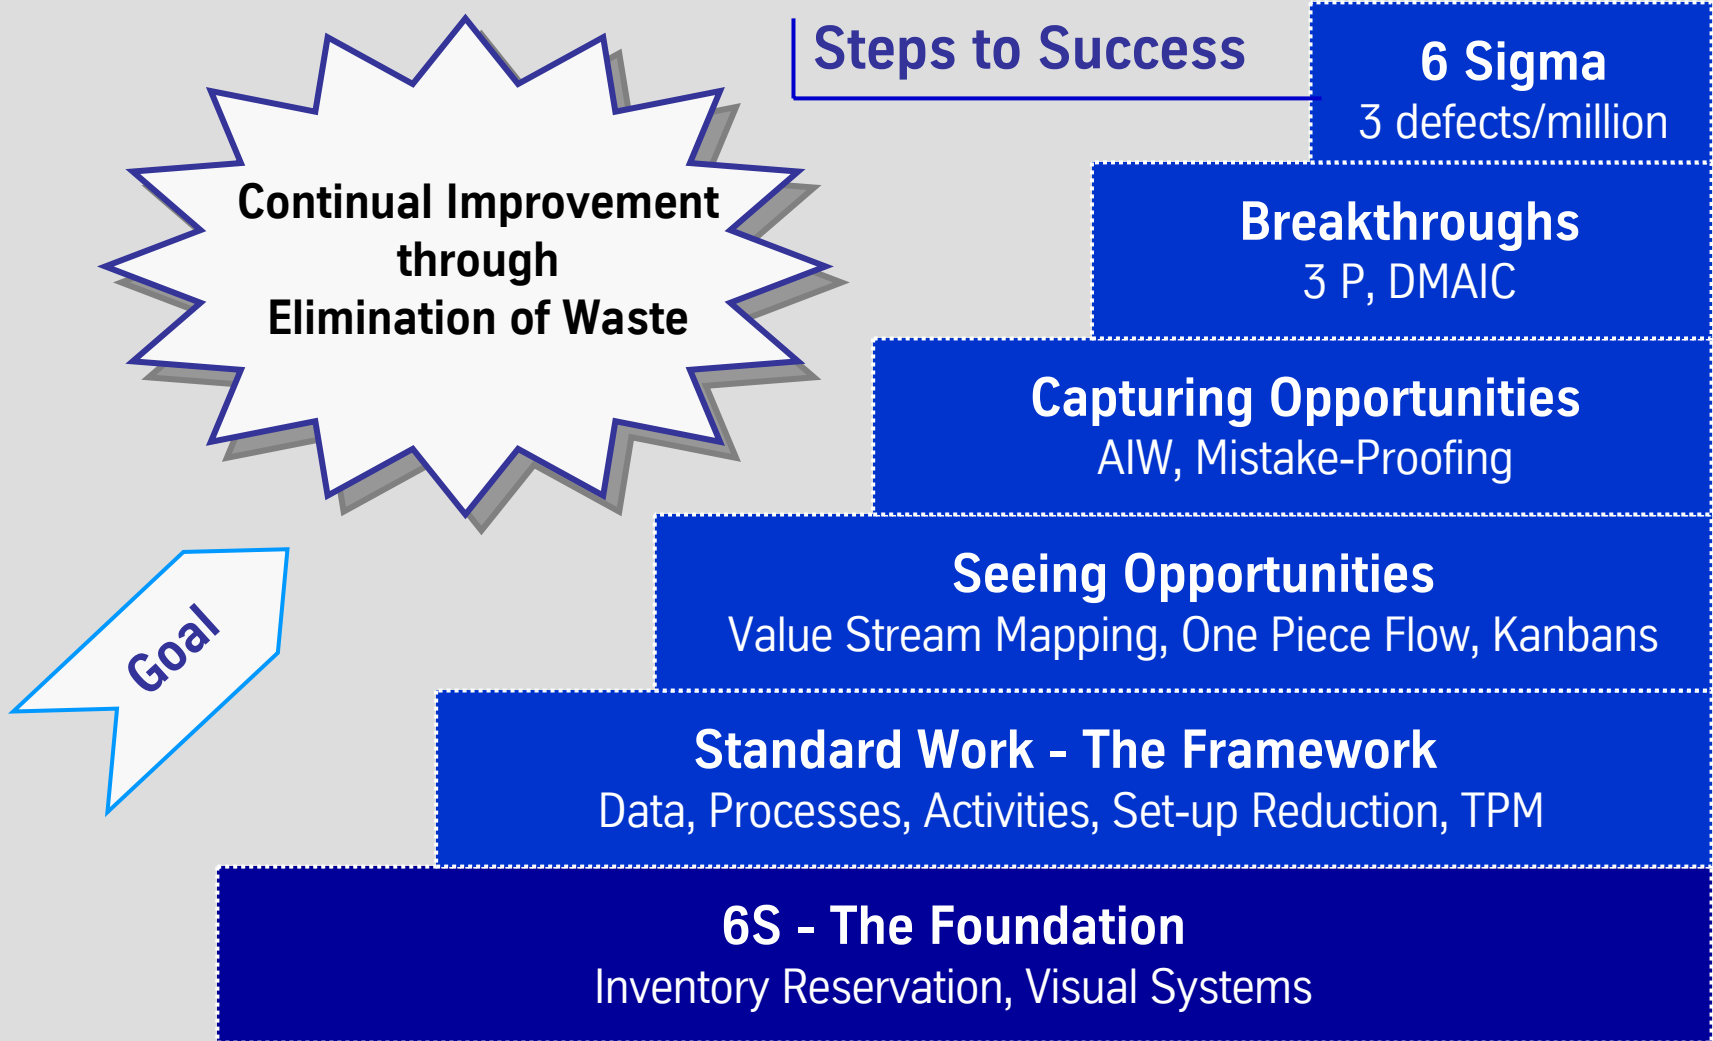 Steps to Success
Continual Improvement
through
Elimination of Waste
Goal
6 Sigma
3 defects/million
Breakthroughs
3 P, DMAIC
Capturing Opportunities
AIW, Mistake-Proofing
Seeing Opportunities
Value Stream Mapping, One Piece Flow, Kanbans
Standard Work - The Framework
Data, Processes, Activities, Set-up Reduction, TPM
6S - The Foundation
Inventory Reservation, Visual Systems